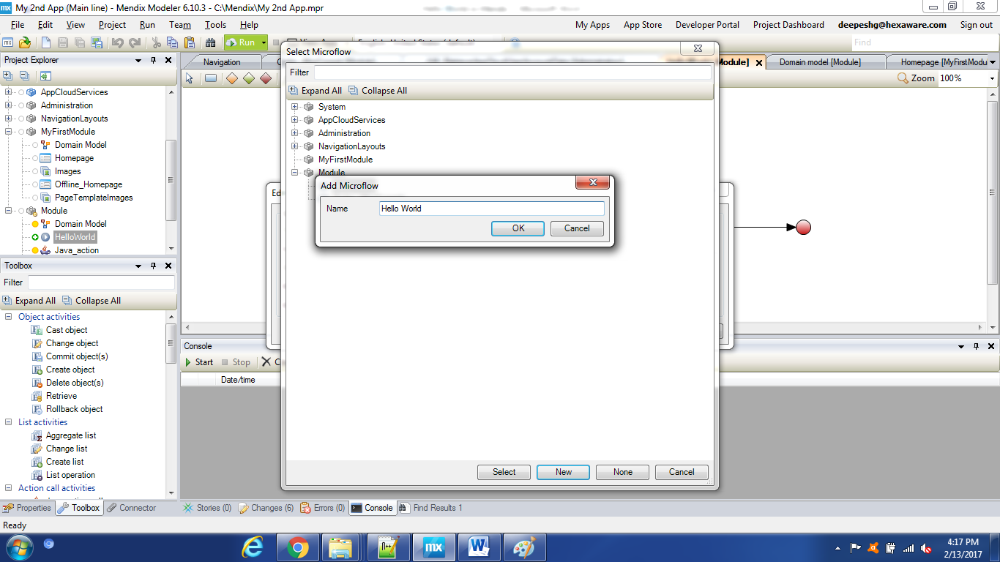 My 2nd App (Main line) - Mendix Modeler 6.10.3 - C:\Mendix\My 2nd App.mpr
File Edit View Project Run Team Tools Help
My Apps App Store Developer Portal Project Dashboard deepeshg@hexaware.com Sign out
Run
Find
Project Explorer
AppCloudServices
Administration
NavigationLayouts
MyFirstModule
Domain Model
Homepage
Images
Offline_Homepage
PageTemplateImages
Module
Domain Model
HelloWorld
Java_action
Toolbox
Filter
Expand All Collapse All
Object activities
Cast object
Change object
Commit object(s)
Create object
Delete object(s)
Retrieve
Rollback object
List activities
Aggregate list
Change list
Create list
List operation
Action call activities
Properties Toolbox Connector
Navigation
Module] Domain model [Module] Homepage [MyFirstModu
Zoom 100%
Select Microflow
Filter
Expand All Collapse All
System
AppCloudServices
Administration
NavigationLayouts
MyFirstModule
Module
Add Microflow
Name Hello World
OK Cancel
Select New None Cancel
Ed
Console
Start Stop C
Date/time
Stories (0) Changes (6) Errors (0) Console Find Results 1
Ready
4:17 PM
2/13/2017